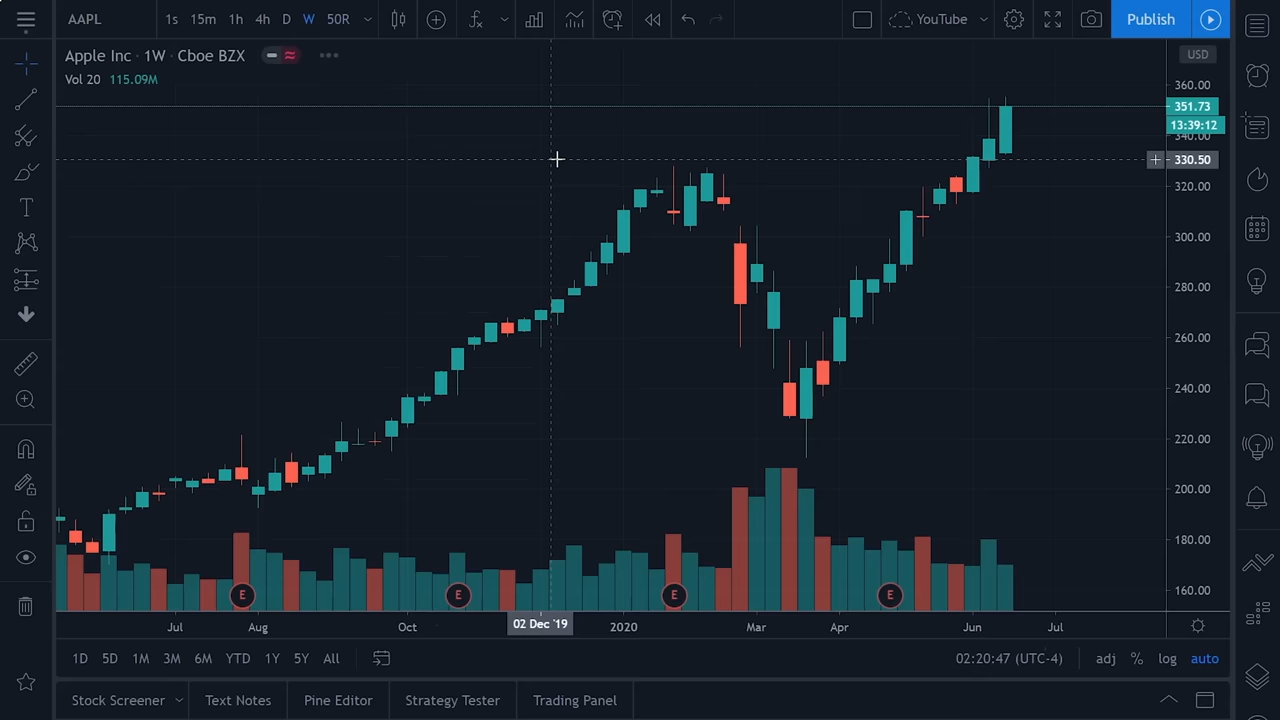 AAPL 1s 15m 1h 4h D W 50R YouTube Publish
Apple Inc · 1W · Cboe BZX USD
Vol 20 115.09M
360.00
351.73
13:39:12
340.00
330.50
320.00
300.00
280.00
260.00
240.00
220.00
200.00
180.00
160.00
E E E E
Jul Aug Oct 02 Dec '19 2020 Mar Apr Jun Jul
1D 5D 1M 3M 6M YTD 1Y 5Y All 02:20:47 (UTC-4) adj % log auto
Stock Screener Text Notes Pine Editor Strategy Tester Trading Panel